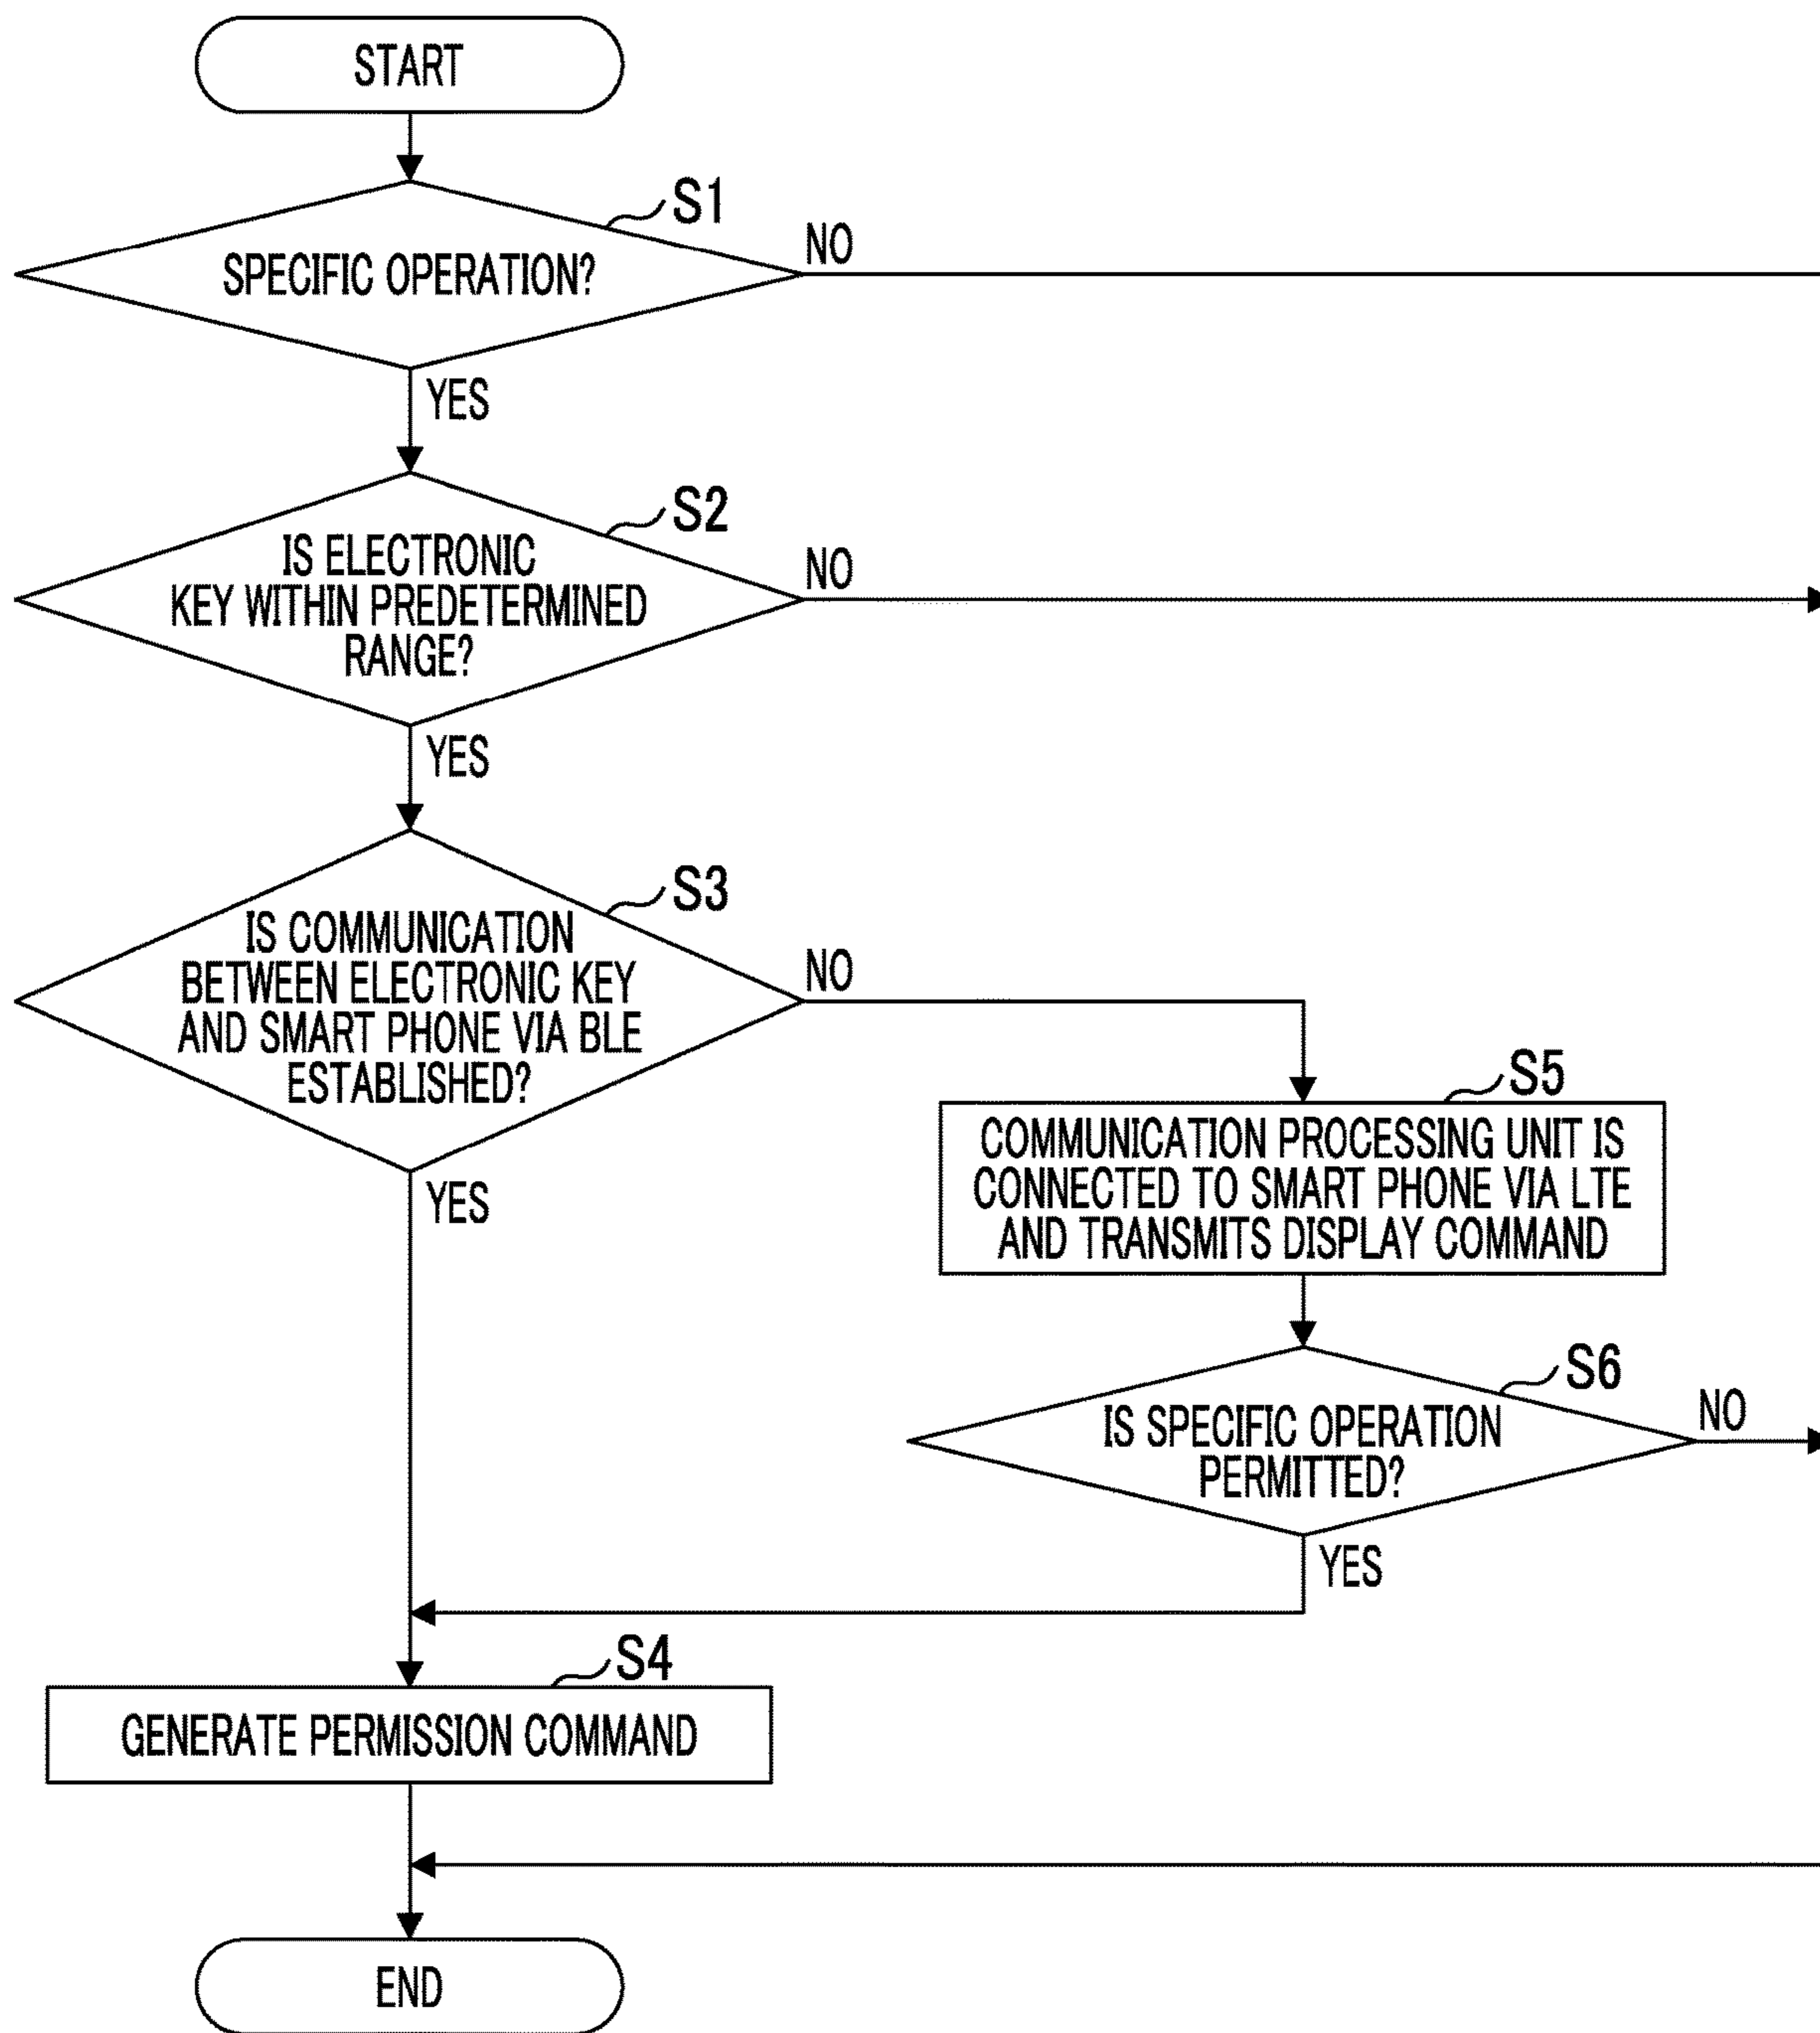 START
S1
SPECIFIC OPERATION?
NO
YES
S2
IS ELECTRONIC
KEY WITHIN PREDETERMINED
RANGE?
NO
YES
S3
IS COMMUNICATION
BETWEEN ELECTRONIC KEY
AND SMART PHONE VIA BLE
ESTABLISHED?
NO
YES
S5
COMMUNICATION PROCESSING UNIT IS
CONNECTED TO SMART PHONE VIA LTE
AND TRANSMITS DISPLAY COMMAND
S6
IS SPECIFIC OPERATION
PERMITTED?
NO
YES
S4
GENERATE PERMISSION COMMAND
END